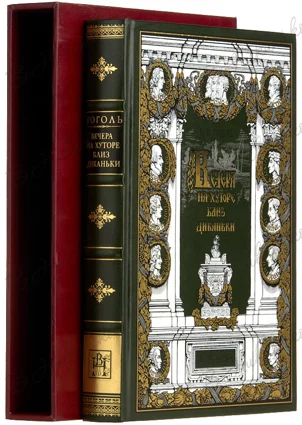 ГОГОЛЬ
ВЕЧЕРА
НА ХУТОРЕ
БЛИЗ
ДИКАНЬКИ
Вечера
НА ХУТОРЕ
БЛИЗ
ДИКАНЬКИ